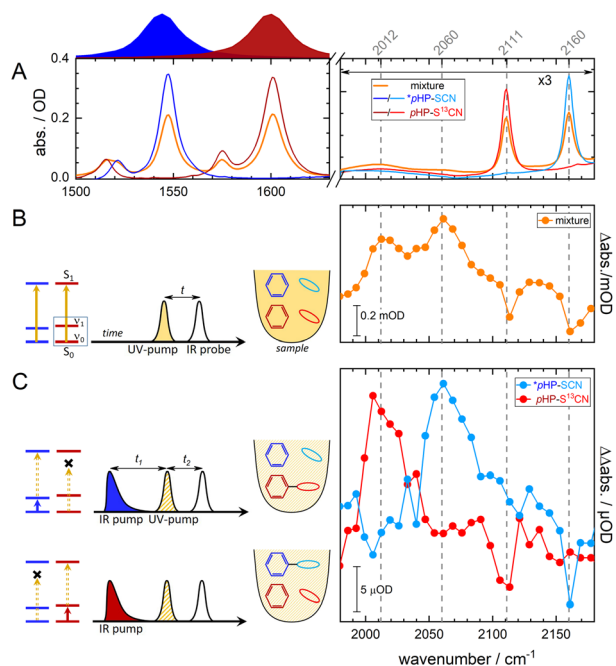 2012 2060 2111 2160
A
0.4
0.2
0.0
abs. / OD
1500 1550 1600
x3
mixture
/ *pHP-SCN
/ pHP-S¹³CN
B
S₁
ν₁
ν₀
S₀
time
t
UV-pump IR probe
sample
mixture
0.2 mOD
Δabs./mOD
C
t₁ t₂
IR pump UV-pump
IR pump
*pHP-SCN
pHP-S¹³CN
5 μOD
ΔΔabs. / μOD
2000 2050 2100 2150
wavenumber / cm⁻¹